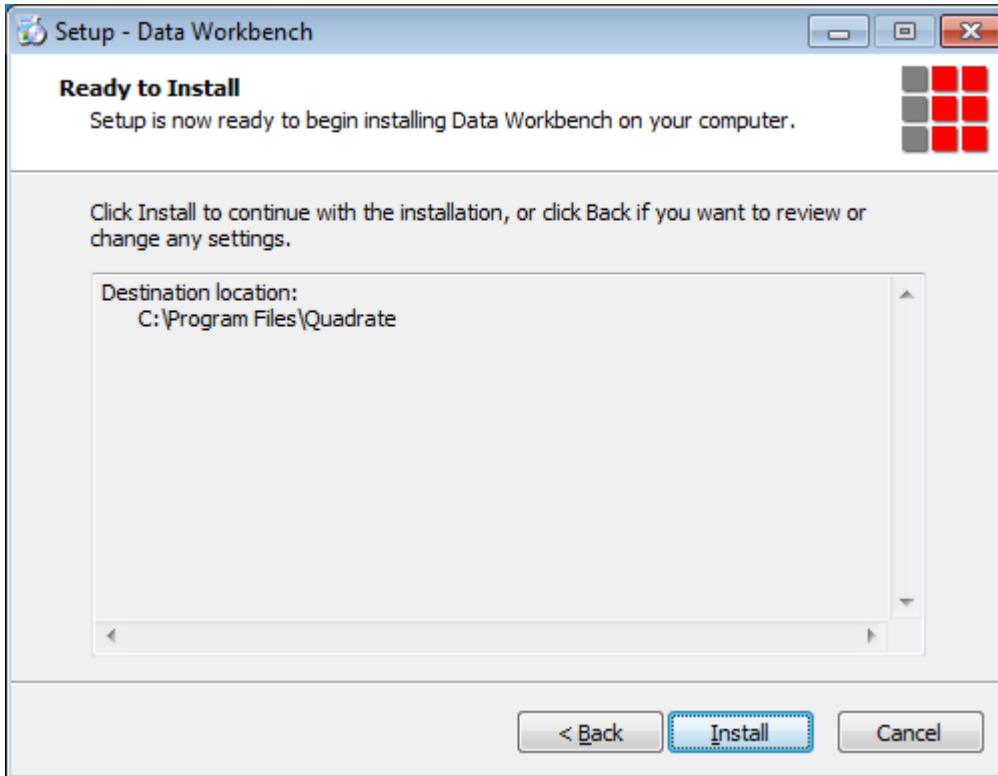 Setup - Data Workbench
Ready to Install
Setup is now ready to begin installing Data Workbench on your computer.
Click Install to continue with the installation, or click Back if you want to review or
change any settings.
Destination location:
C:\Program Files\Quadrate
< Back
Install
Cancel